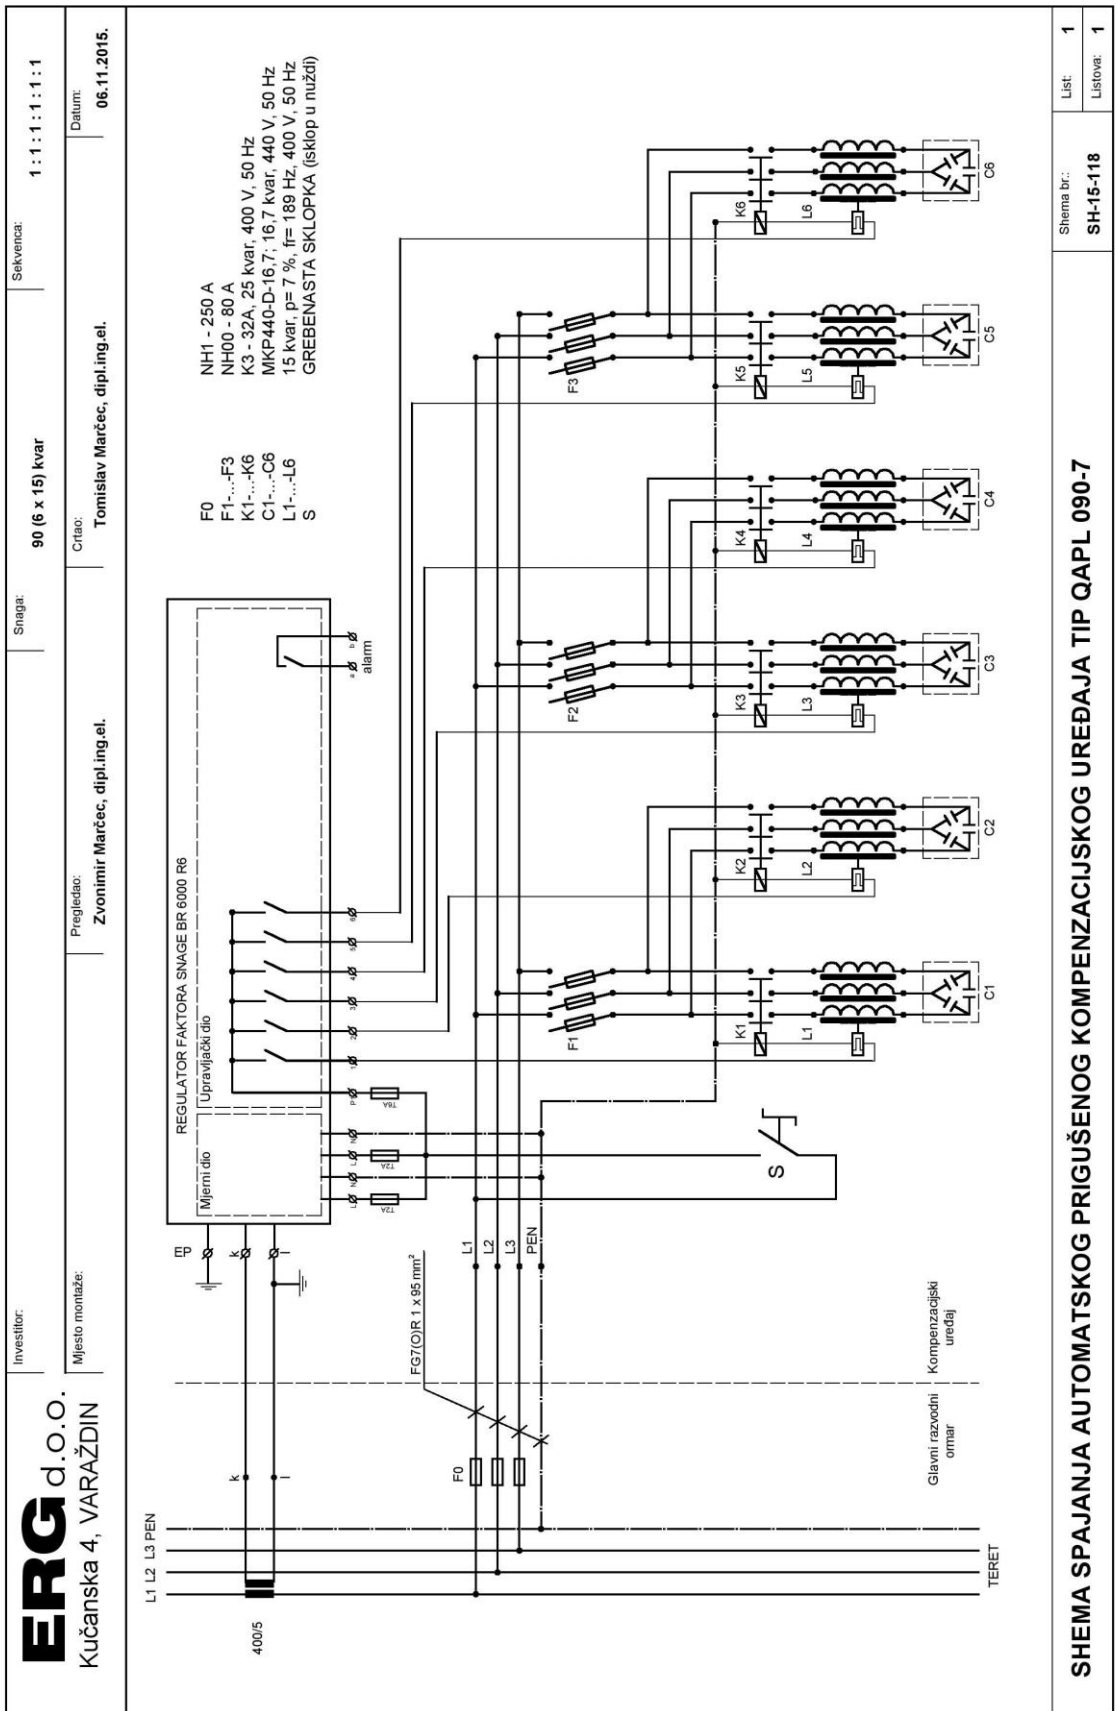 ERG d.o.o.
Kučanska 4, VARAŽDIN
Investitor:
Mjesto montaže:
Snaga:
90 (6 x 15) kvar
Sekvenca:
1 : 1 : 1 : 1 : 1 : 1
Pregledao:
Zvonimir Marčec, dipl.ing.el.
Crtao:
Tomislav Marčec, dipl.ing.el.
Datum:
06.11.2015.
F0 NH1 - 250 A
F1-...-F3 NH00 - 80 A
K1-...-K6 K3 - 32A, 25 kvar, 400 V, 50 Hz
C1-...-C6 MKP440-D-16,7; 16,7 kvar, 440 V, 50 Hz
L1-...-L6 15 kvar, p= 7 %, fr= 189 Hz, 400 V, 50 Hz
S GREBENASTA SKLOPKA (isklop u nuždi)
REGULATOR FAKTORA SNAGE BR 6000 R6
Mjerni dio
Upravljački dio
EP
k
l
L N L N P 1 2 3 4 5 6 a b
alarm
T2A T2A T6A
L1 L2 L3 PEN
400/5
k
l
FG7(O)R 1 x 95 mm²
F0
L1
L2
L3
PEN
S
F1 F2 F3
K1 K2 K3 K4 K5 K6
L1 L2 L3 L4 L5 L6
C1 C2 C3 C4 C5 C6
TERET
Glavni razvodni
ormar
Kompenzacijski
uređaj
SHEMA SPAJANJA AUTOMATSKOG PRIGUŠENOG KOMPENZACIJSKOG UREĐAJA TIP QAPL 090-7
Shema br.:
SH-15-118
List: 1
Listova: 1